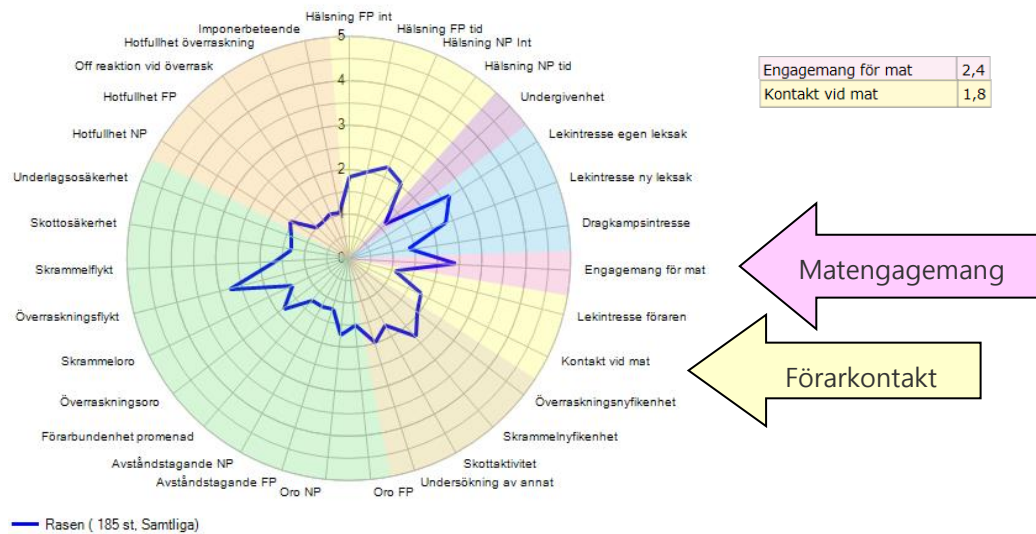 Hälsning FP int
Hälsning FP tid
Hälsning NP Int
Hälsning NP tid
Undergivenhet
Lekintresse egen leksak
Lekintresse ny leksak
Dragkampsintresse
Engagemang för mat
Lekintresse föraren
Kontakt vid mat
Överraskningsnyfikenhet
Skrammelnyfikenhet
Skottaktivitet
Undersökning av annat
Oro FP
Oro NP
Avståndstagande FP
Avståndstagande NP
Förarbundenhet promenad
Överraskningsoro
Skrammeloro
Överraskningsflykt
Skrammelflykt
Skottosäkerhet
Underlagsosäkerhet
Hotfullhet NP
Hotfullhet FP
Off reaktion vid överrask
Hotfullhet överraskning
Imponerbeteende
5
4
3
2
1
0
Engagemang för mat 2,4
Kontakt vid mat 1,8
Matengagemang
Förarkontakt
Rasen ( 185 st, Samtliga)